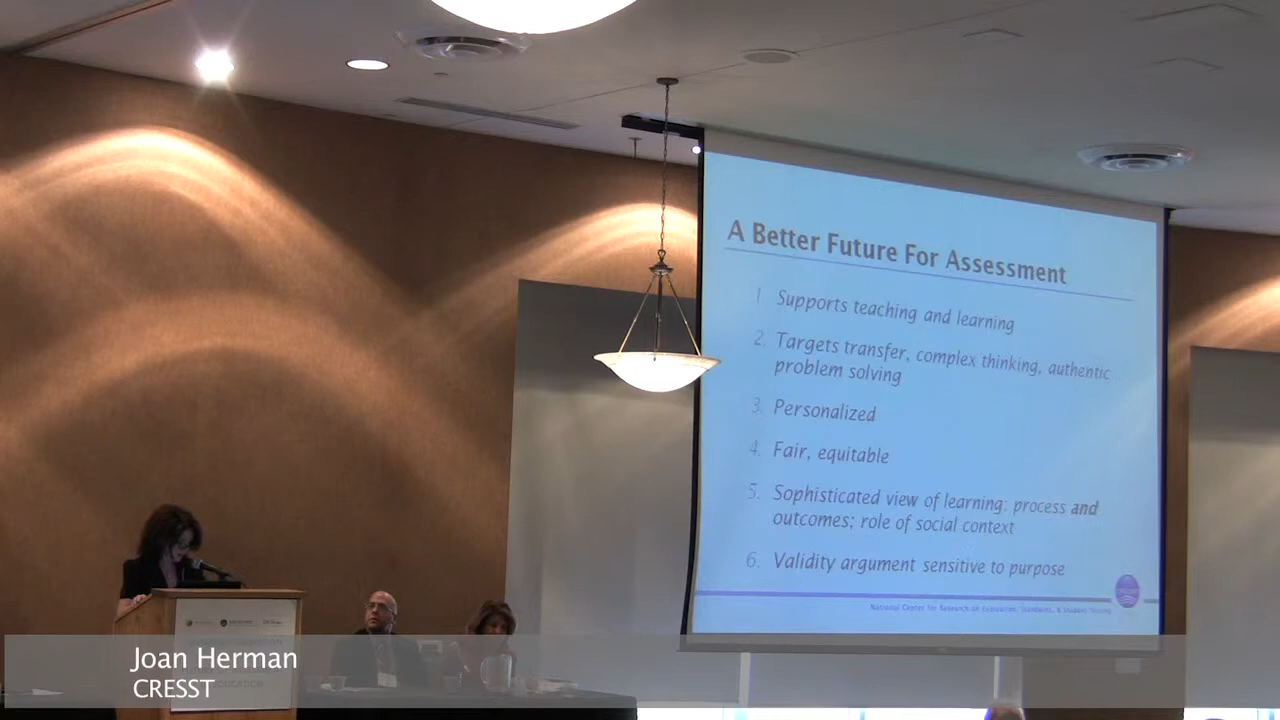 A Better Future For Assessment
1 Supports teaching and learning
2. Targets transfer, complex thinking, authentic
problem solving
3. Personalized
4. Fair, equitable
5. Sophisticated view of learning: process and
outcomes; role of social context
6. Validity argument sensitive to purpose
National Center for Research on Evaluation, Standards, & Student Testing
Joan Herman
CRESST